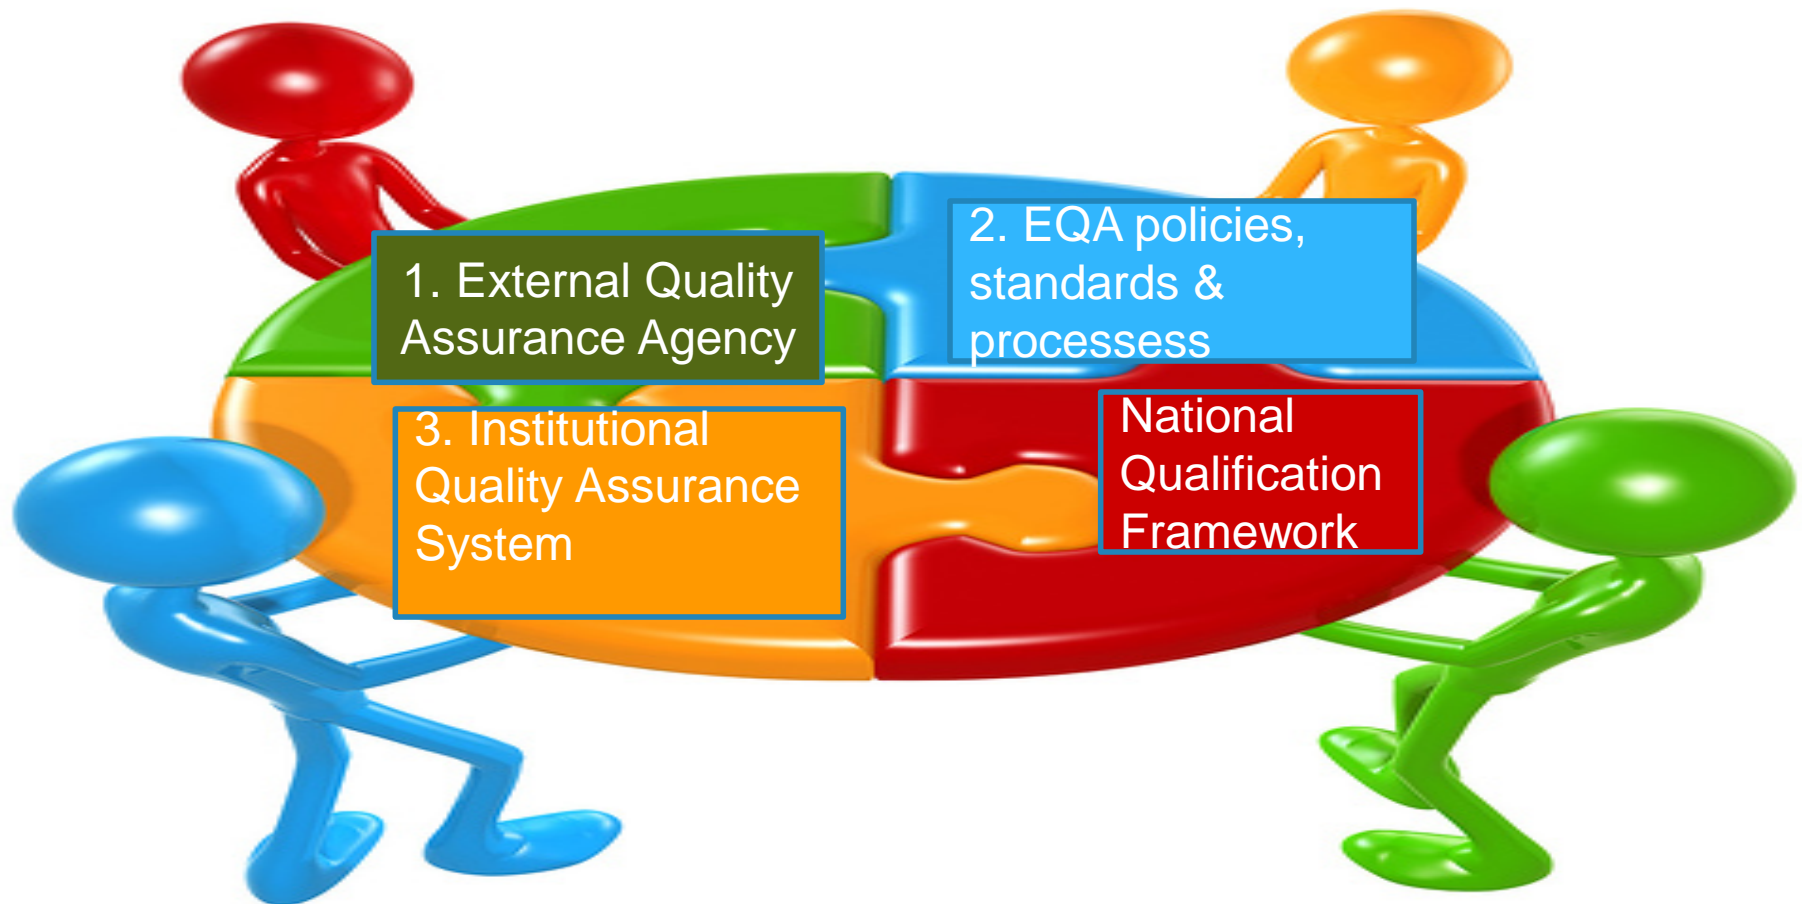 1. External Quality
Assurance Agency
2. EQA policies,
standards &
processess
3. Institutional
Quality Assurance
System
National
Qualification
Framework